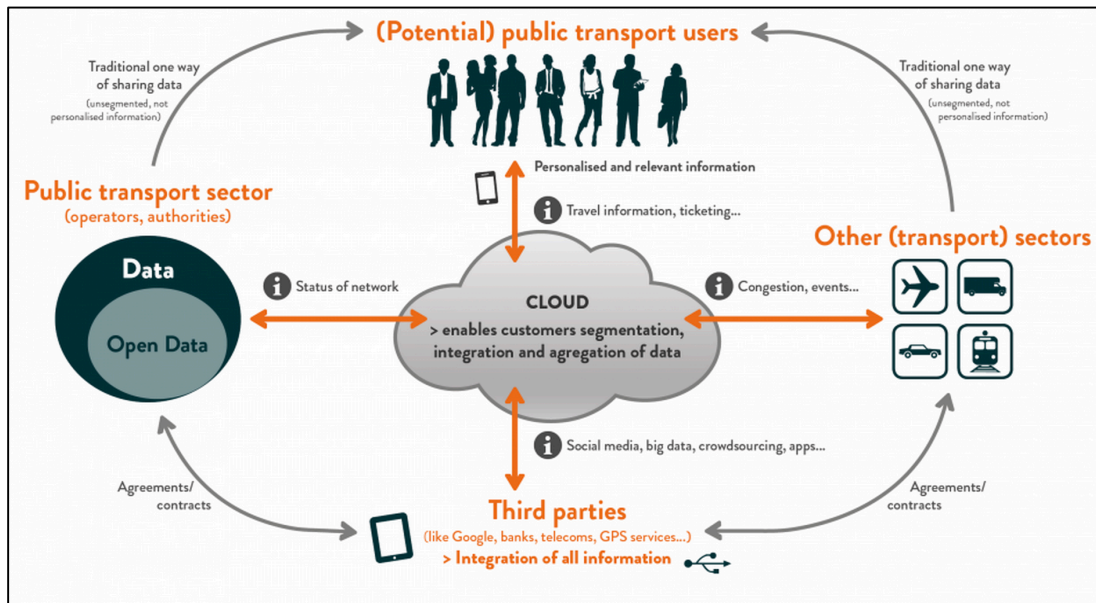 (Potential) public transport users
Traditional one way
of sharing data
(unsegmented, not
personalised information)
Traditional one way
of sharing data
(unsegmented, not
personalised information)
Personalised and relevant information
Public transport sector
(operators, authorities)
i Travel information, ticketing...
Other (transport) sectors
Data
Open Data
i Status of network
CLOUD
> enables customers segmentation,
integration and agregation of data
i Congestion, events...
i Social media, big data, crowdsourcing, apps...
Agreements/
contracts
Agreements/
contracts
Third parties
(like Google, banks, telecoms, GPS services...)
> Integration of all information